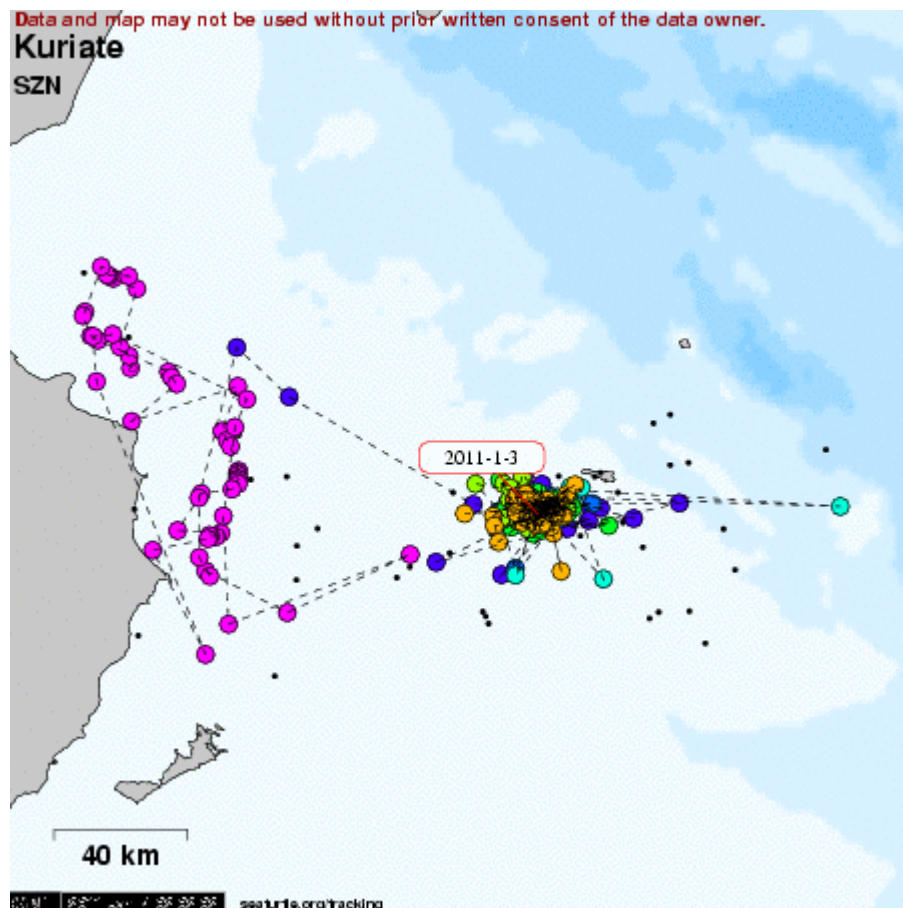 Data and map may not be used without prior written consent of the data owner.
Kuriate
SZN
2011-1-3
40 km
seaturtle.org/tracking